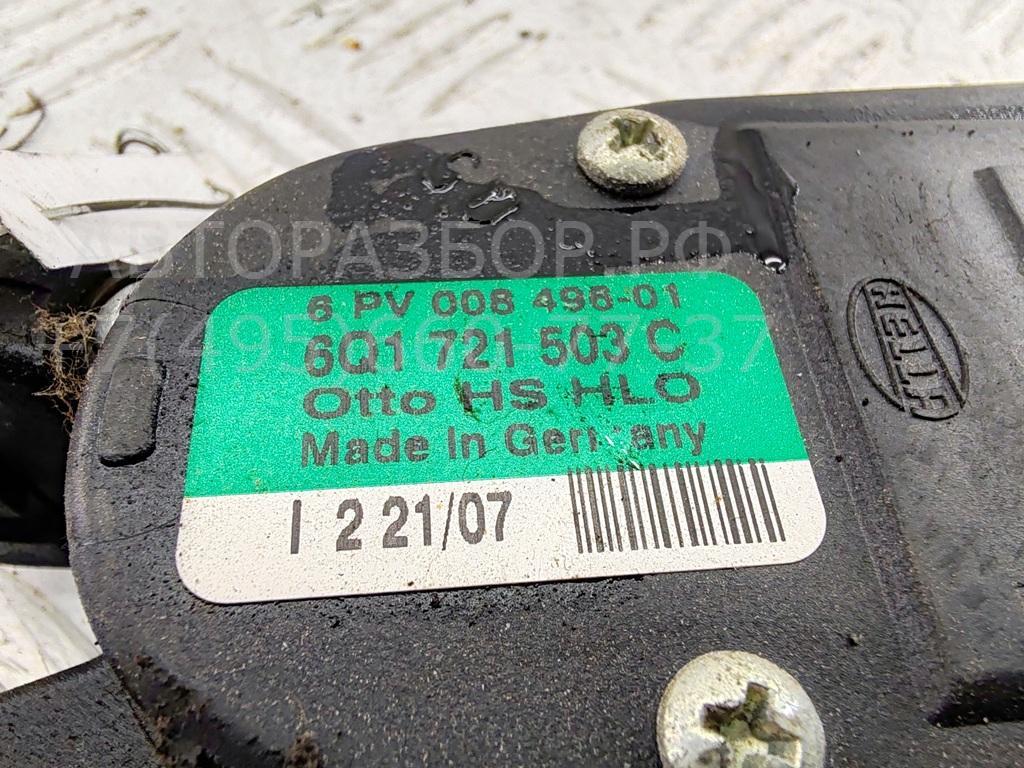 АВТОРАЗБОР.РФ
6 PV 008 496-01
6Q1 721 503 C
Otto HS HLO
Made In Germany
I 2 21/07
HELLA